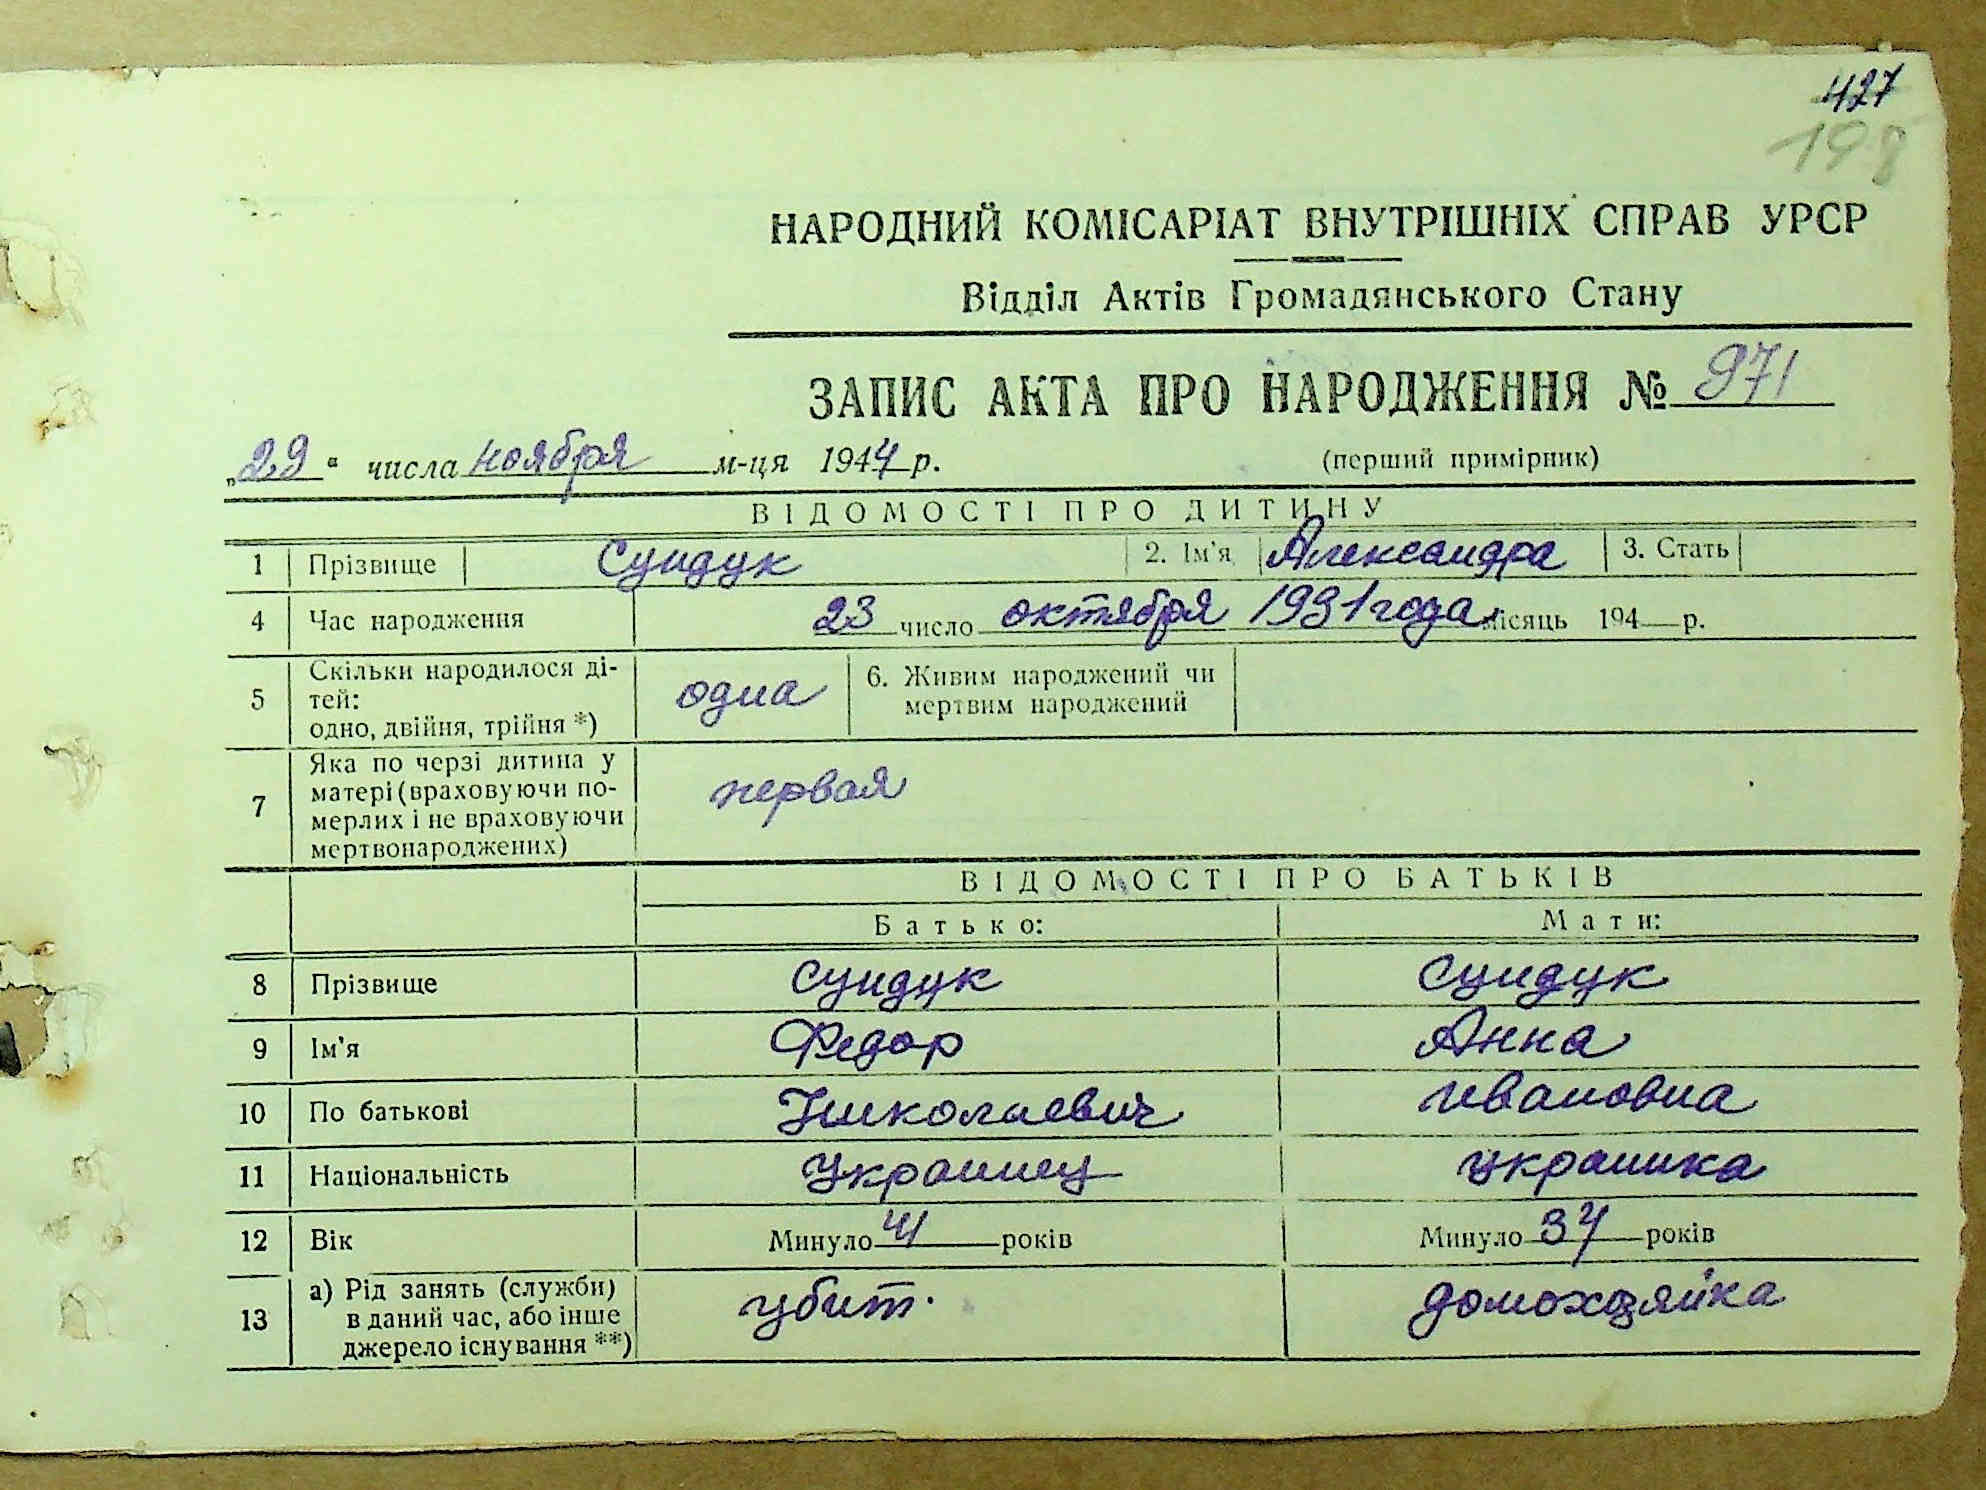 427
198
НАРОДНИЙ КОМІСАРІАТ ВНУТРІШНІХ СПРАВ УРСР
Відділ Актів Громадянського Стану
ЗАПИС АКТА ПРО НАРОДЖЕННЯ № 971
„29“ числа ноября м-ця 1944 р. (перший примірник)
ВІДОМОСТІ ПРО ДИТИНУ
1 Прізвище Сундук 2. Ім'я Александра 3. Стать
4 Час народження 23 число октября 1931 года місяць 194 р.
5 Скільки народилося ді-
тей:
одно, двійня, трійня *) одна 6. Живим народжений чи
мертвим народжений
7 Яка по черзі дитина у
матері (враховуючи по-
мерлих і не враховуючи
мертвонароджених) первая
ВІДОМОСТІ ПРО БАТЬКІВ
Батько: Мати:
8 Прізвище Сундук Сундук
9 Ім'я Федор Анна
10 По батькові Николаевич Ивановна
11 Національність Украинец украинка
12 Вік Минуло 41 років Минуло 37 років
13 а) Рід занять (служби)
в даний час, або інше
джерело існування **) убит. домохозяйка